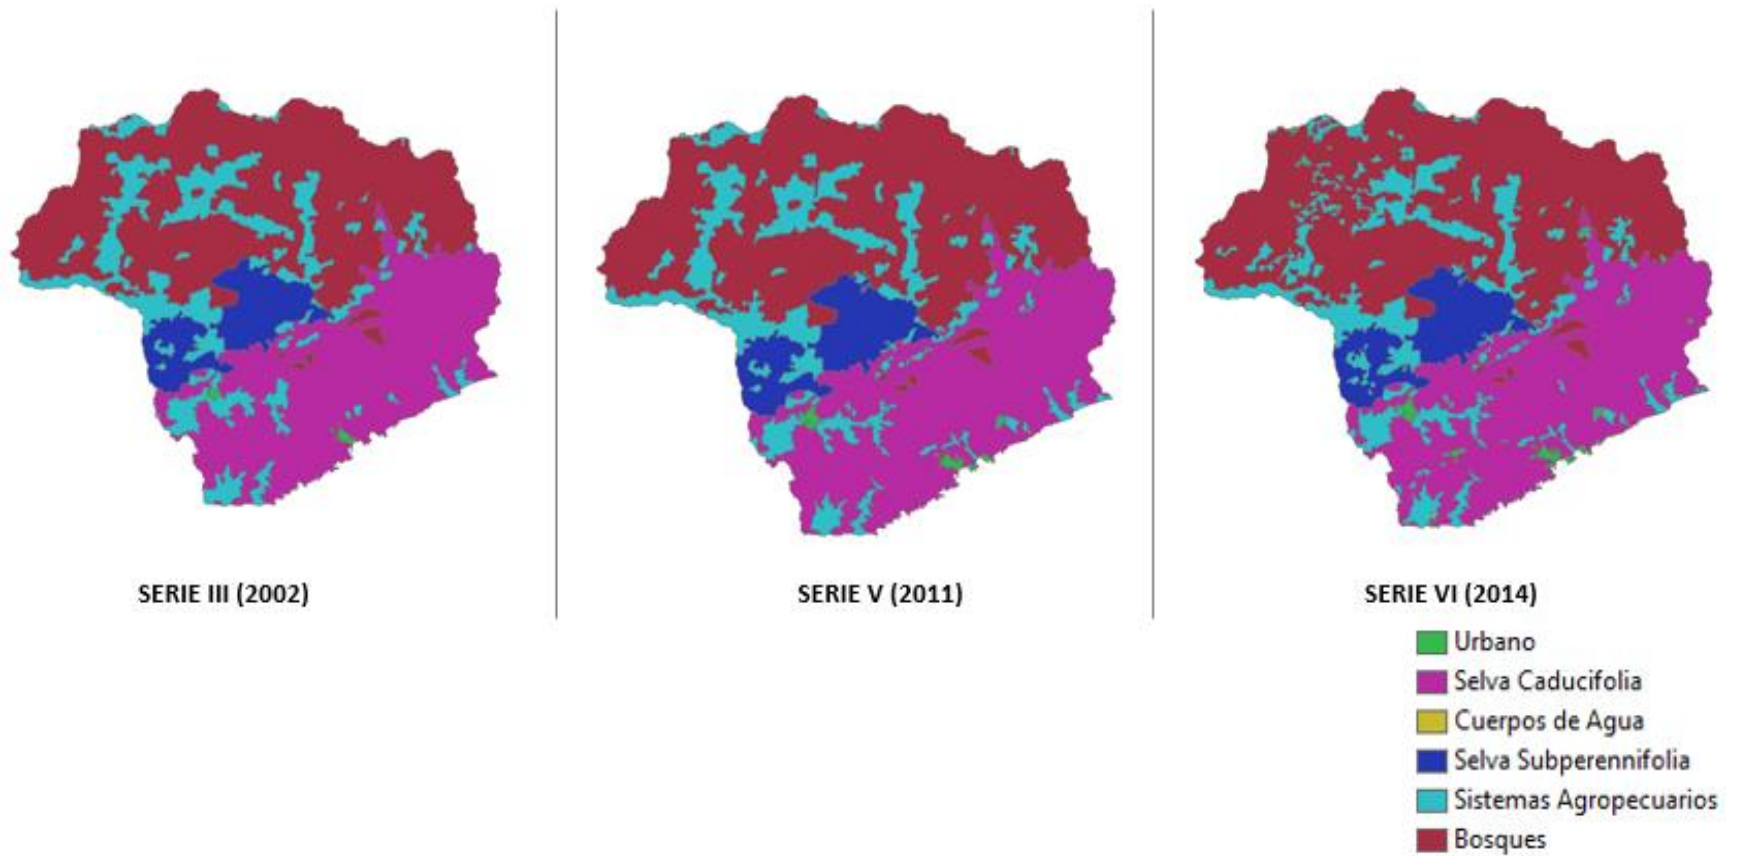 SERIE III (2002)
SERIE V (2011)
SERIE VI (2014)
Urbano
Selva Caducifolia
Cuerpos de Agua
Selva Subperennifolia
Sistemas Agropecuarios
Bosques